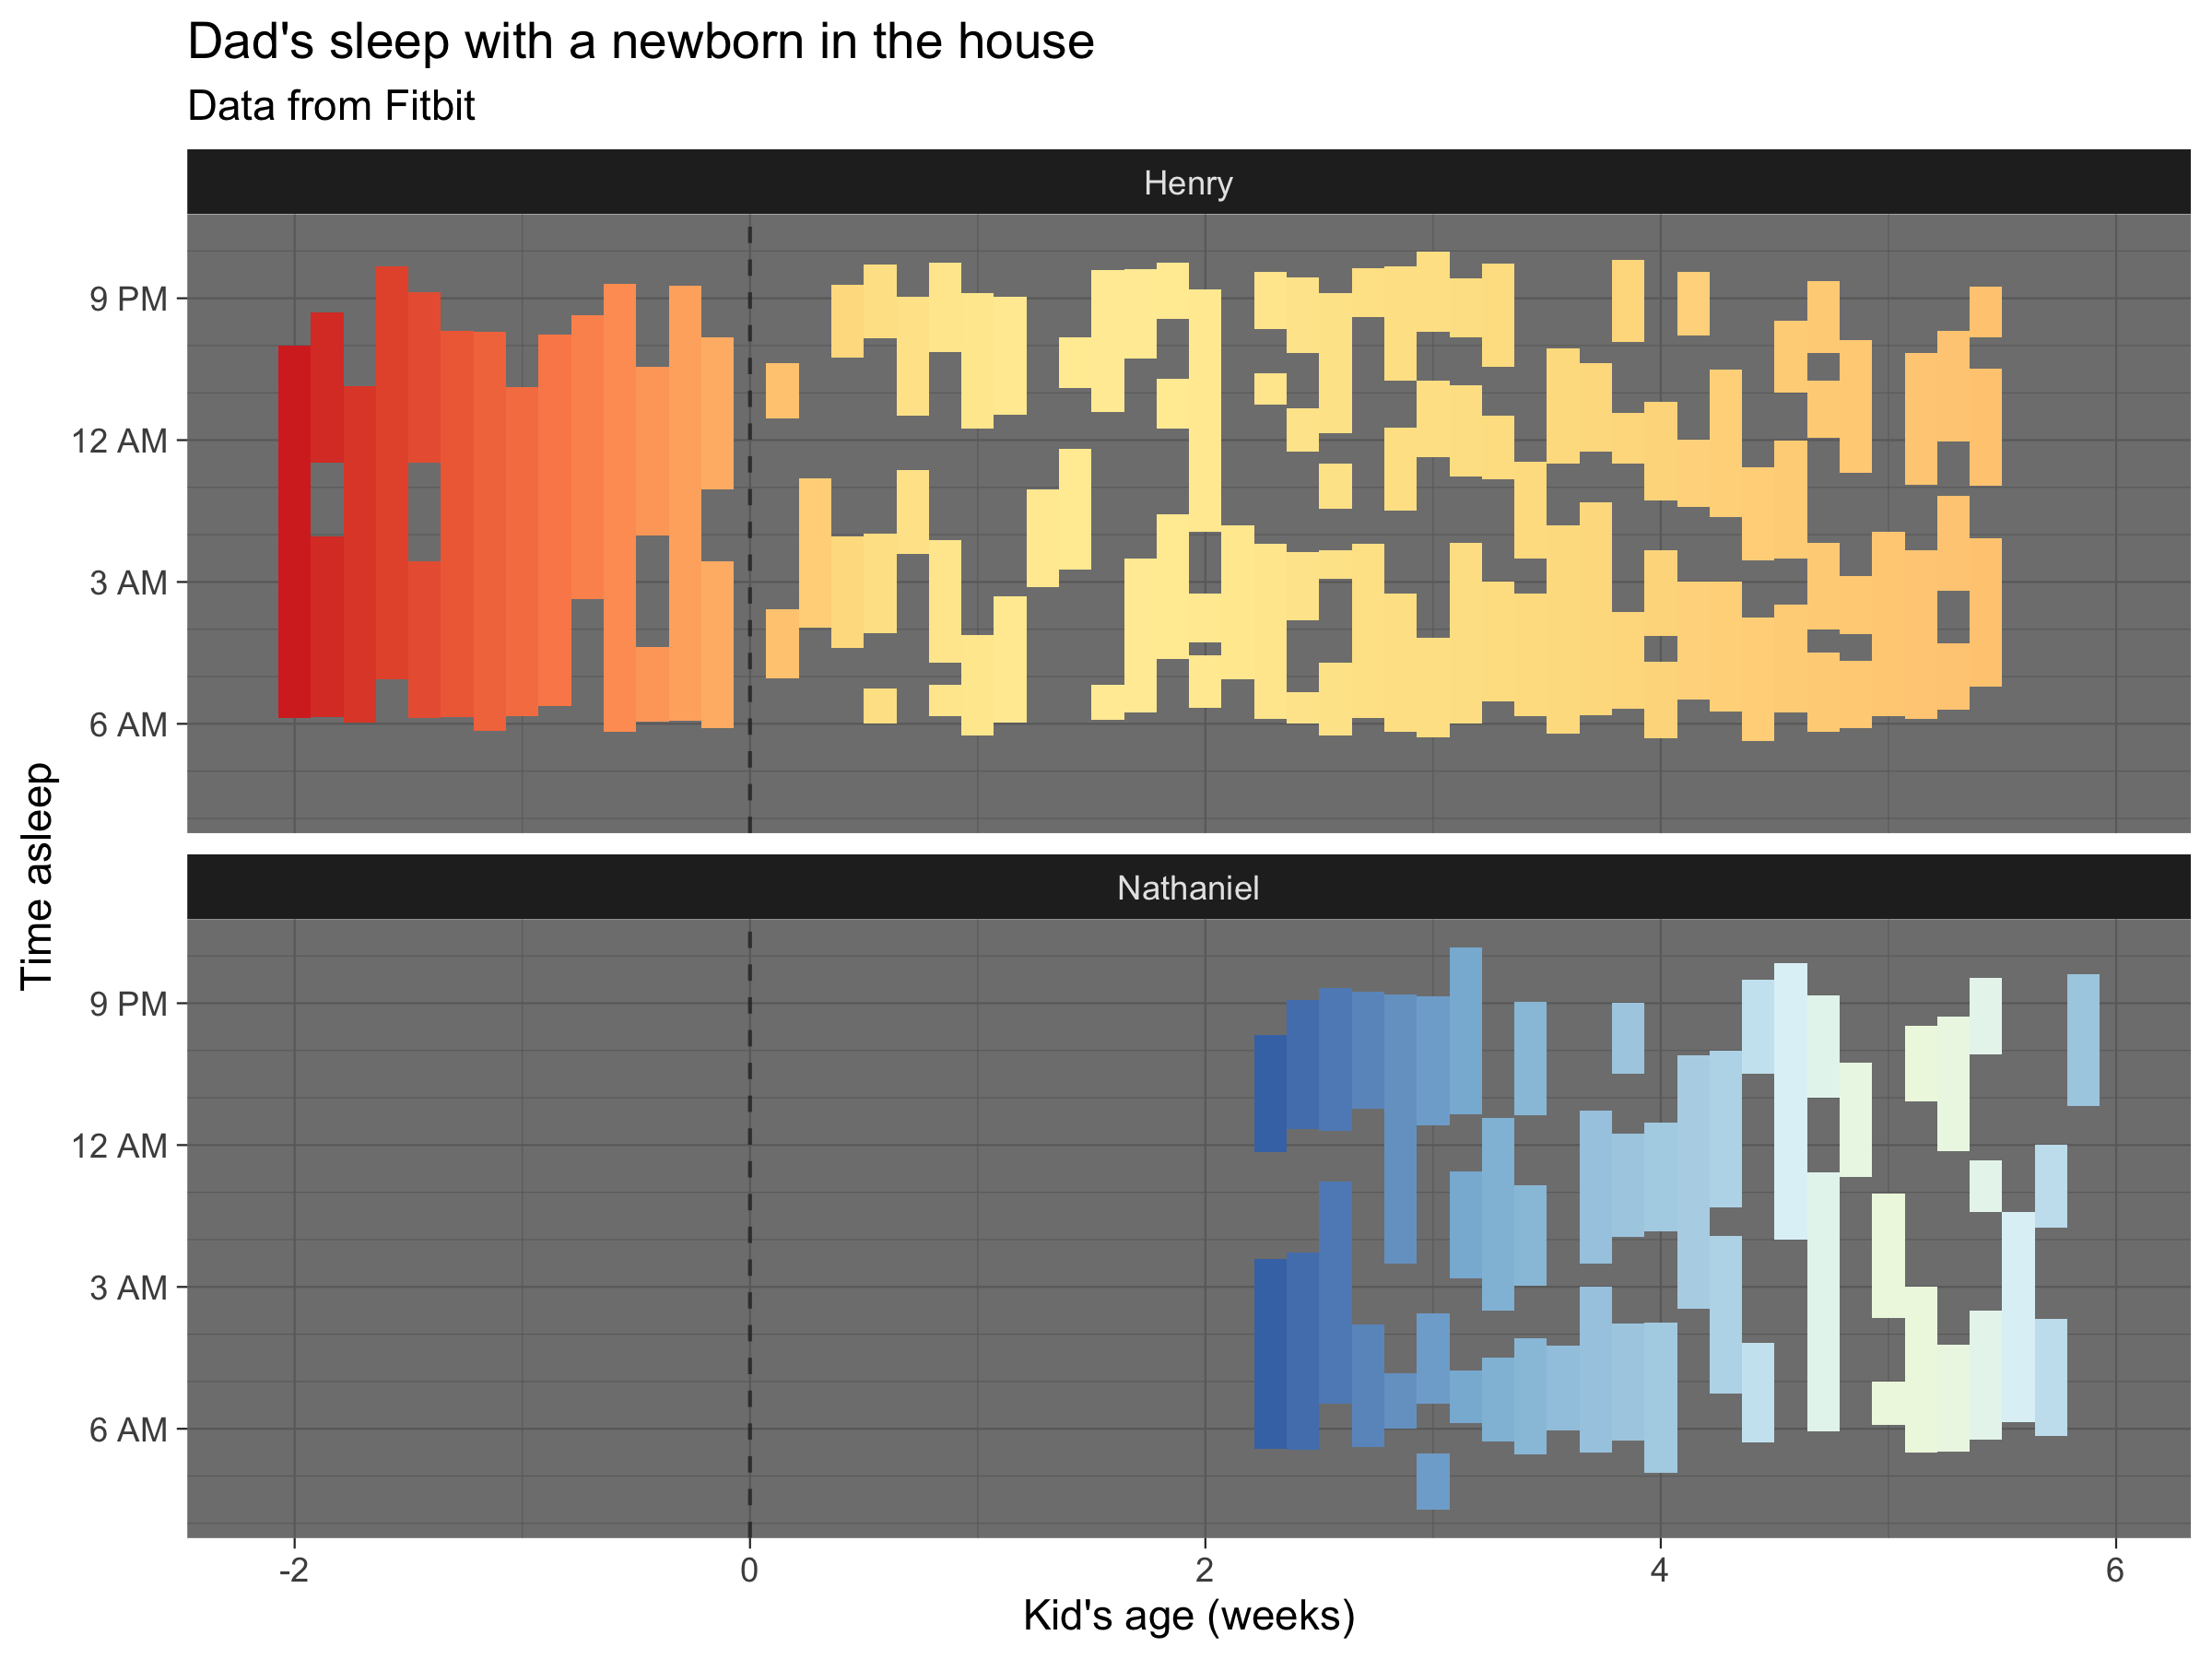 Dad's sleep with a newborn in the house
Data from Fitbit
Henry
9 PM
12 AM
3 AM
6 AM
Time asleep
Nathaniel
9 PM
12 AM
3 AM
6 AM
-2 0 2 4 6
Kid's age (weeks)